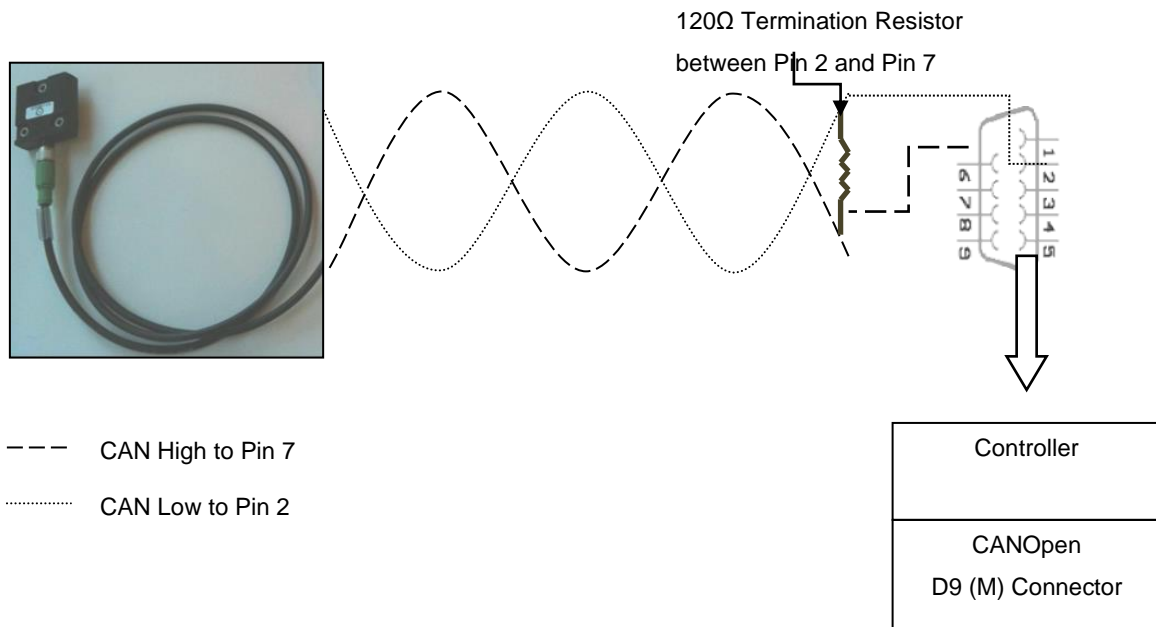 120Ω Termination Resistor
between Pin 2 and Pin 7
1
2
3
4
5
6
7
8
9
CAN High to Pin 7
CAN Low to Pin 2
Controller
CANOpen
D9 (M) Connector